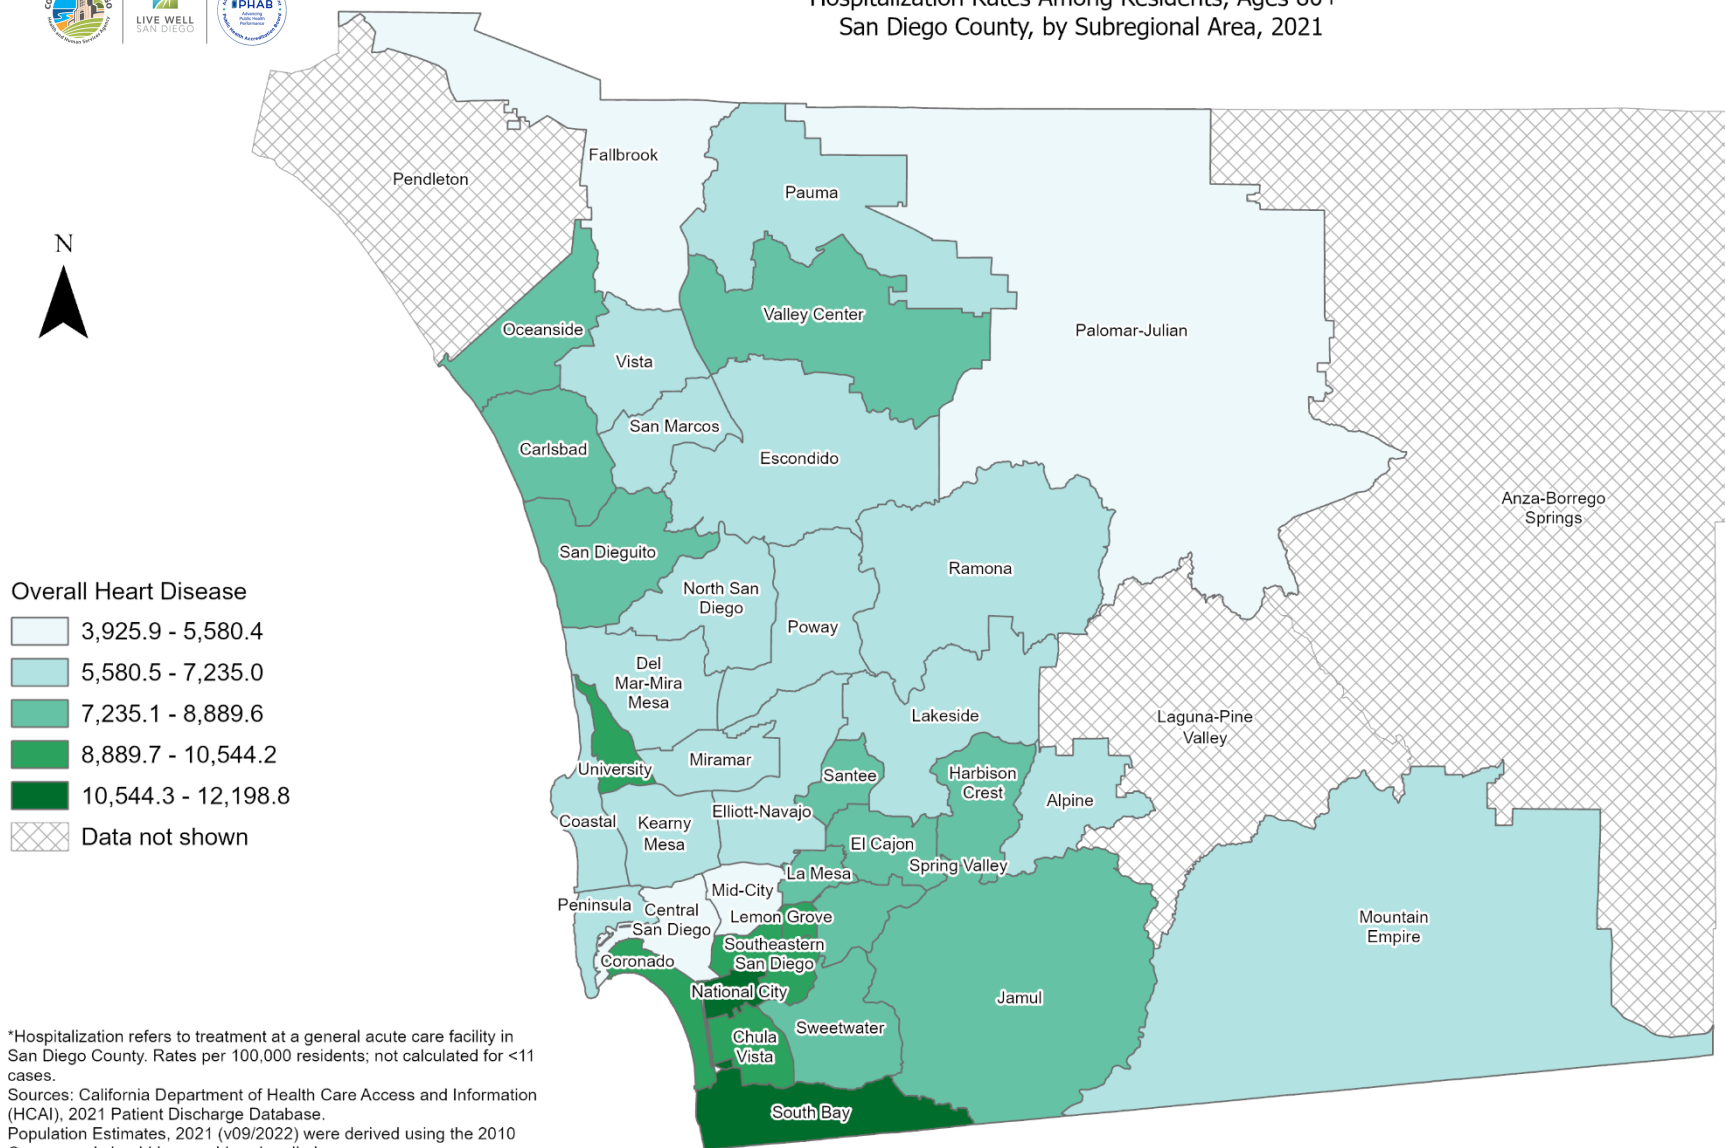 LIVE WELL
SAN DIEGO
PHAB
Advancing
Public Health
Performance
San Diego County, by Subregional Area, 2021
N
Pendleton
Fallbrook
Pauma
Oceanside
Valley Center
Palomar-Julian
Vista
San Marcos
Carlsbad
Escondido
Anza-Borrego
Springs
San Dieguito
North San
Diego
Ramona
Poway
Del
Mar-Mira
Mesa
Lakeside
Laguna-Pine
Valley
University
Miramar
Santee
Harbison
Crest
Alpine
Coastal
Kearny
Mesa
Elliott-Navajo
El Cajon
La Mesa
Spring Valley
Mid-City
Peninsula
Central
San Diego
Lemon Grove
Mountain
Empire
Coronado
Southeastern
San Diego
National City
Jamul
Chula
Vista
Sweetwater
South Bay
Overall Heart Disease
3,925.9 - 5,580.4
5,580.5 - 7,235.0
7,235.1 - 8,889.6
8,889.7 - 10,544.2
10,544.3 - 12,198.8
Data not shown
*Hospitalization refers to treatment at a general acute care facility in
San Diego County. Rates per 100,000 residents; not calculated for <11
cases.
Sources: California Department of Health Care Access and Information
(HCAI), 2021 Patient Discharge Database.
Population Estimates, 2021 (v09/2022) were derived using the 2010